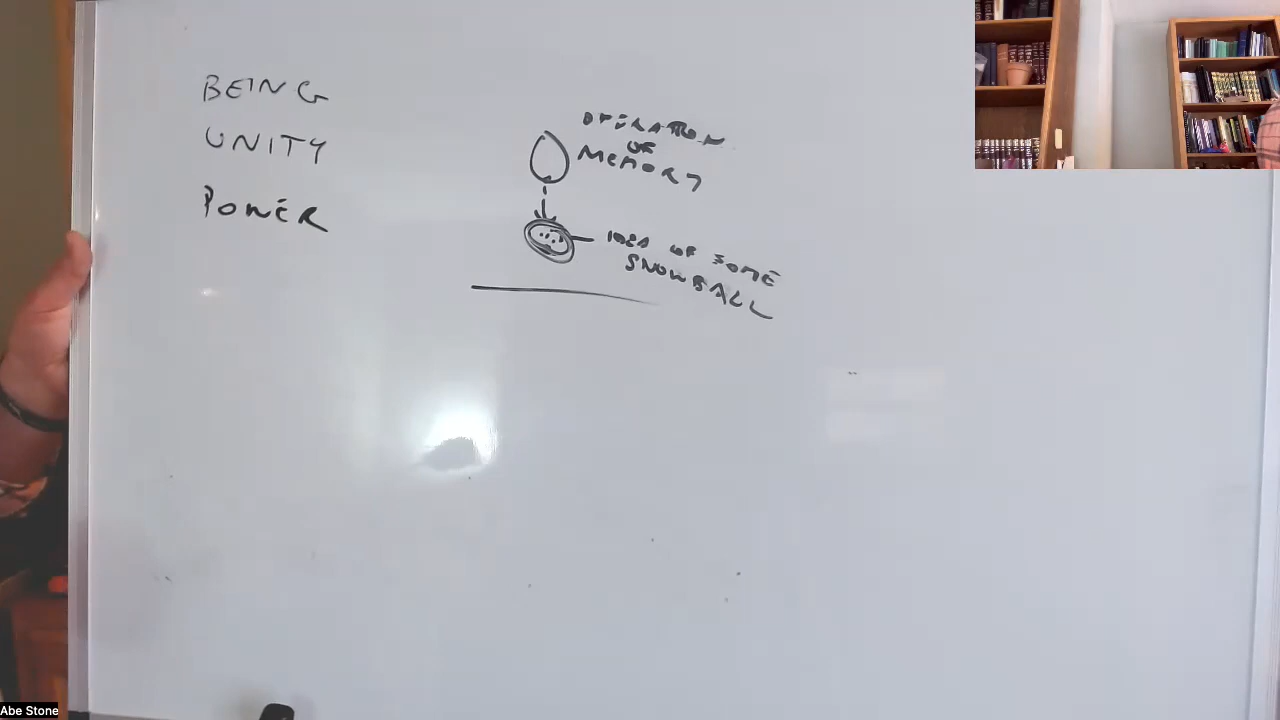 BEING
UNITY
POWER
OPERATION
OF
MEMORY
IDEA OF SOME
SNOWBALL
Abe Stone